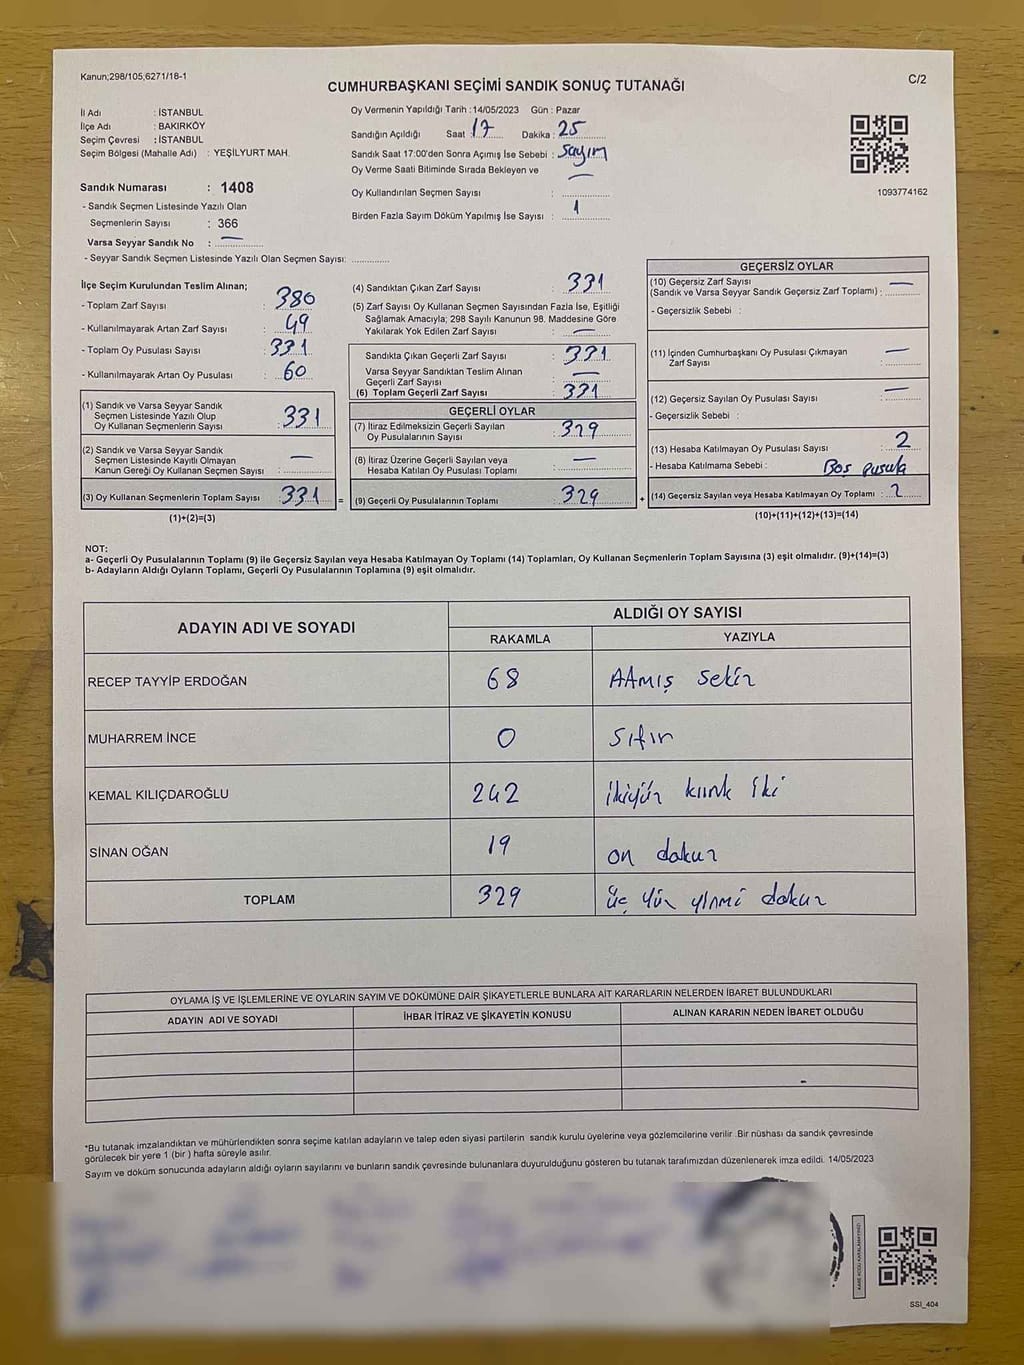 Kanun;298/105;6271/18-1
C/2
CUMHURBAŞKANI SEÇİMİ SANDIK SONUÇ TUTANAĞI
İl Adı : İSTANBUL
İlçe Adı : BAKIRKÖY
Seçim Çevresi : İSTANBUL
Seçim Bölgesi (Mahalle Adı) : YEŞİLYURT MAH.
Sandık Numarası : 1408
- Sandık Seçmen Listesinde Yazılı Olan
Seçmenlerin Sayısı : 366
Varsa Seyyar Sandık No : —
- Seyyar Sandık Seçmen Listesinde Yazılı Olan Seçmen Sayısı:
Oy Vermenin Yapıldığı Tarih :14/05/2023 Gün : Pazar
Sandığın Açıldığı Saat 17 Dakika : 25
Sandık Saat 17:00'den Sonra Açımış İse Sebebi : Sayım
Oy Verme Saati Bitiminde Sırada Bekleyen ve —
Oy Kullandırılan Seçmen Sayısı :
Birden Fazla Sayım Döküm Yapılmış İse Sayısı : 1
1093774162
İlçe Seçim Kurulundan Teslim Alınan;
- Toplam Zarf Sayısı : 380
- Kullanılmayarak Artan Zarf Sayısı : 49
- Toplam Oy Pusulası Sayısı : 331
- Kullanılmayarak Artan Oy Pusulası : 60
(1) Sandık ve Varsa Seyyar Sandık
Seçmen Listesinde Yazılı Olup
Oy Kullanan Seçmenlerin Sayısı : 331
(2) Sandık ve Varsa Seyyar Sandık
Seçmen Listesinde Kayıtlı Olmayan —
Kanun Gereği Oy Kullanan Seçmen Sayısı :
(3) Oy Kullanan Seçmenlerin Toplam Sayısı : 331 =
(1)+(2)=(3)
(4) Sandıktan Çıkan Zarf Sayısı : 331
(5) Zarf Sayısı Oy Kullanan Seçmen Sayısından Fazla İse, Eşitliği
Sağlamak Amacıyla; 298 Sayılı Kanunun 98. Maddesine Göre
Yakılarak Yok Edilen Zarf Sayısı : —
Sandıkta Çıkan Geçerli Zarf Sayısı : 331
Varsa Seyyar Sandıktan Teslim Alınan
Geçerli Zarf Sayısı : —
(6) Toplam Geçerli Zarf Sayısı : 331
GEÇERLİ OYLAR
(7) İtiraz Edilmeksizin Geçerli Sayılan
Oy Pusulalarının Sayısı : 329
(8) İtiraz Üzerine Geçerli Sayılan veya
Hesaba Katılan Oy Pusulası Toplamı : —
(9) Geçerli Oy Pusulalarının Toplamı : 329 +
GEÇERSİZ OYLAR
(10) Geçersiz Zarf Sayısı
(Sandık ve Varsa Seyyar Sandık Geçersiz Zarf Toplamı) : —
- Geçersizlik Sebebi :
(11) İçinden Cumhurbaşkanı Oy Pusulası Çıkmayan
Zarf Sayısı : —
(12) Geçersiz Sayılan Oy Pusulası Sayısı : —
- Geçersizlik Sebebi :
(13) Hesaba Katılmayan Oy Pusulası Sayısı : 2
- Hesaba Katılmama Sebebi : Boş pusula
(14) Geçersiz Sayılan veya Hesaba Katılmayan Oy Toplamı : 2
(10)+(11)+(12)+(13)=(14)
NOT:
a- Geçerli Oy Pusulalarının Toplamı (9) ile Geçersiz Sayılan veya Hesaba Katılmayan Oy Toplamı (14) Toplamları, Oy Kullanan Seçmenlerin Toplam Sayısına (3) eşit olmalıdır. (9)+(14)=(3)
b- Adayların Aldığı Oyların Toplamı, Geçerli Oy Pusulalarının Toplamına (9) eşit olmalıdır.
ADAYIN ADI VE SOYADI ALDIĞI OY SAYISI
RAKAMLA YAZIYLA
RECEP TAYYİP ERDOĞAN 68 Atmış sekiz
MUHARREM İNCE 0 sıfır
KEMAL KILIÇDAROĞLU 242 ikiyüz kırk iki
SİNAN OĞAN 19 on dokuz
TOPLAM 329 üç yüz yirmi dokuz
OYLAMA İŞ VE İŞLEMLERİNE VE OYLARIN SAYIM VE DÖKÜMÜNE DAİR ŞİKAYETLERLE BUNLARA AİT KARARLARIN NELERDEN İBARET BULUNDUKLARI
ADAYIN ADI VE SOYADI İHBAR İTİRAZ VE ŞİKAYETİN KONUSU ALINAN KARARIN NEDEN İBARET OLDUĞU
*Bu tutanak imzalandıktan ve mühürlendikten sonra seçime katılan adayların ve talep eden siyasi partilerin sandık kurulu üyelerine veya gözlemcilerine verilir .Bir nüshası da sandık çevresinde
görülecek bir yere 1 (bir ) hafta süreyle asılır.
Sayım ve döküm sonucunda adayların aldığı oyların sayılarını ve bunların sandık çevresinde bulunanlara duyurulduğunu gösteren bu tutanak tarafımızdan düzenlenerek imza edildi. 14/05/2023
KARE KODU KARALAMAYINIZ!
SSI_404